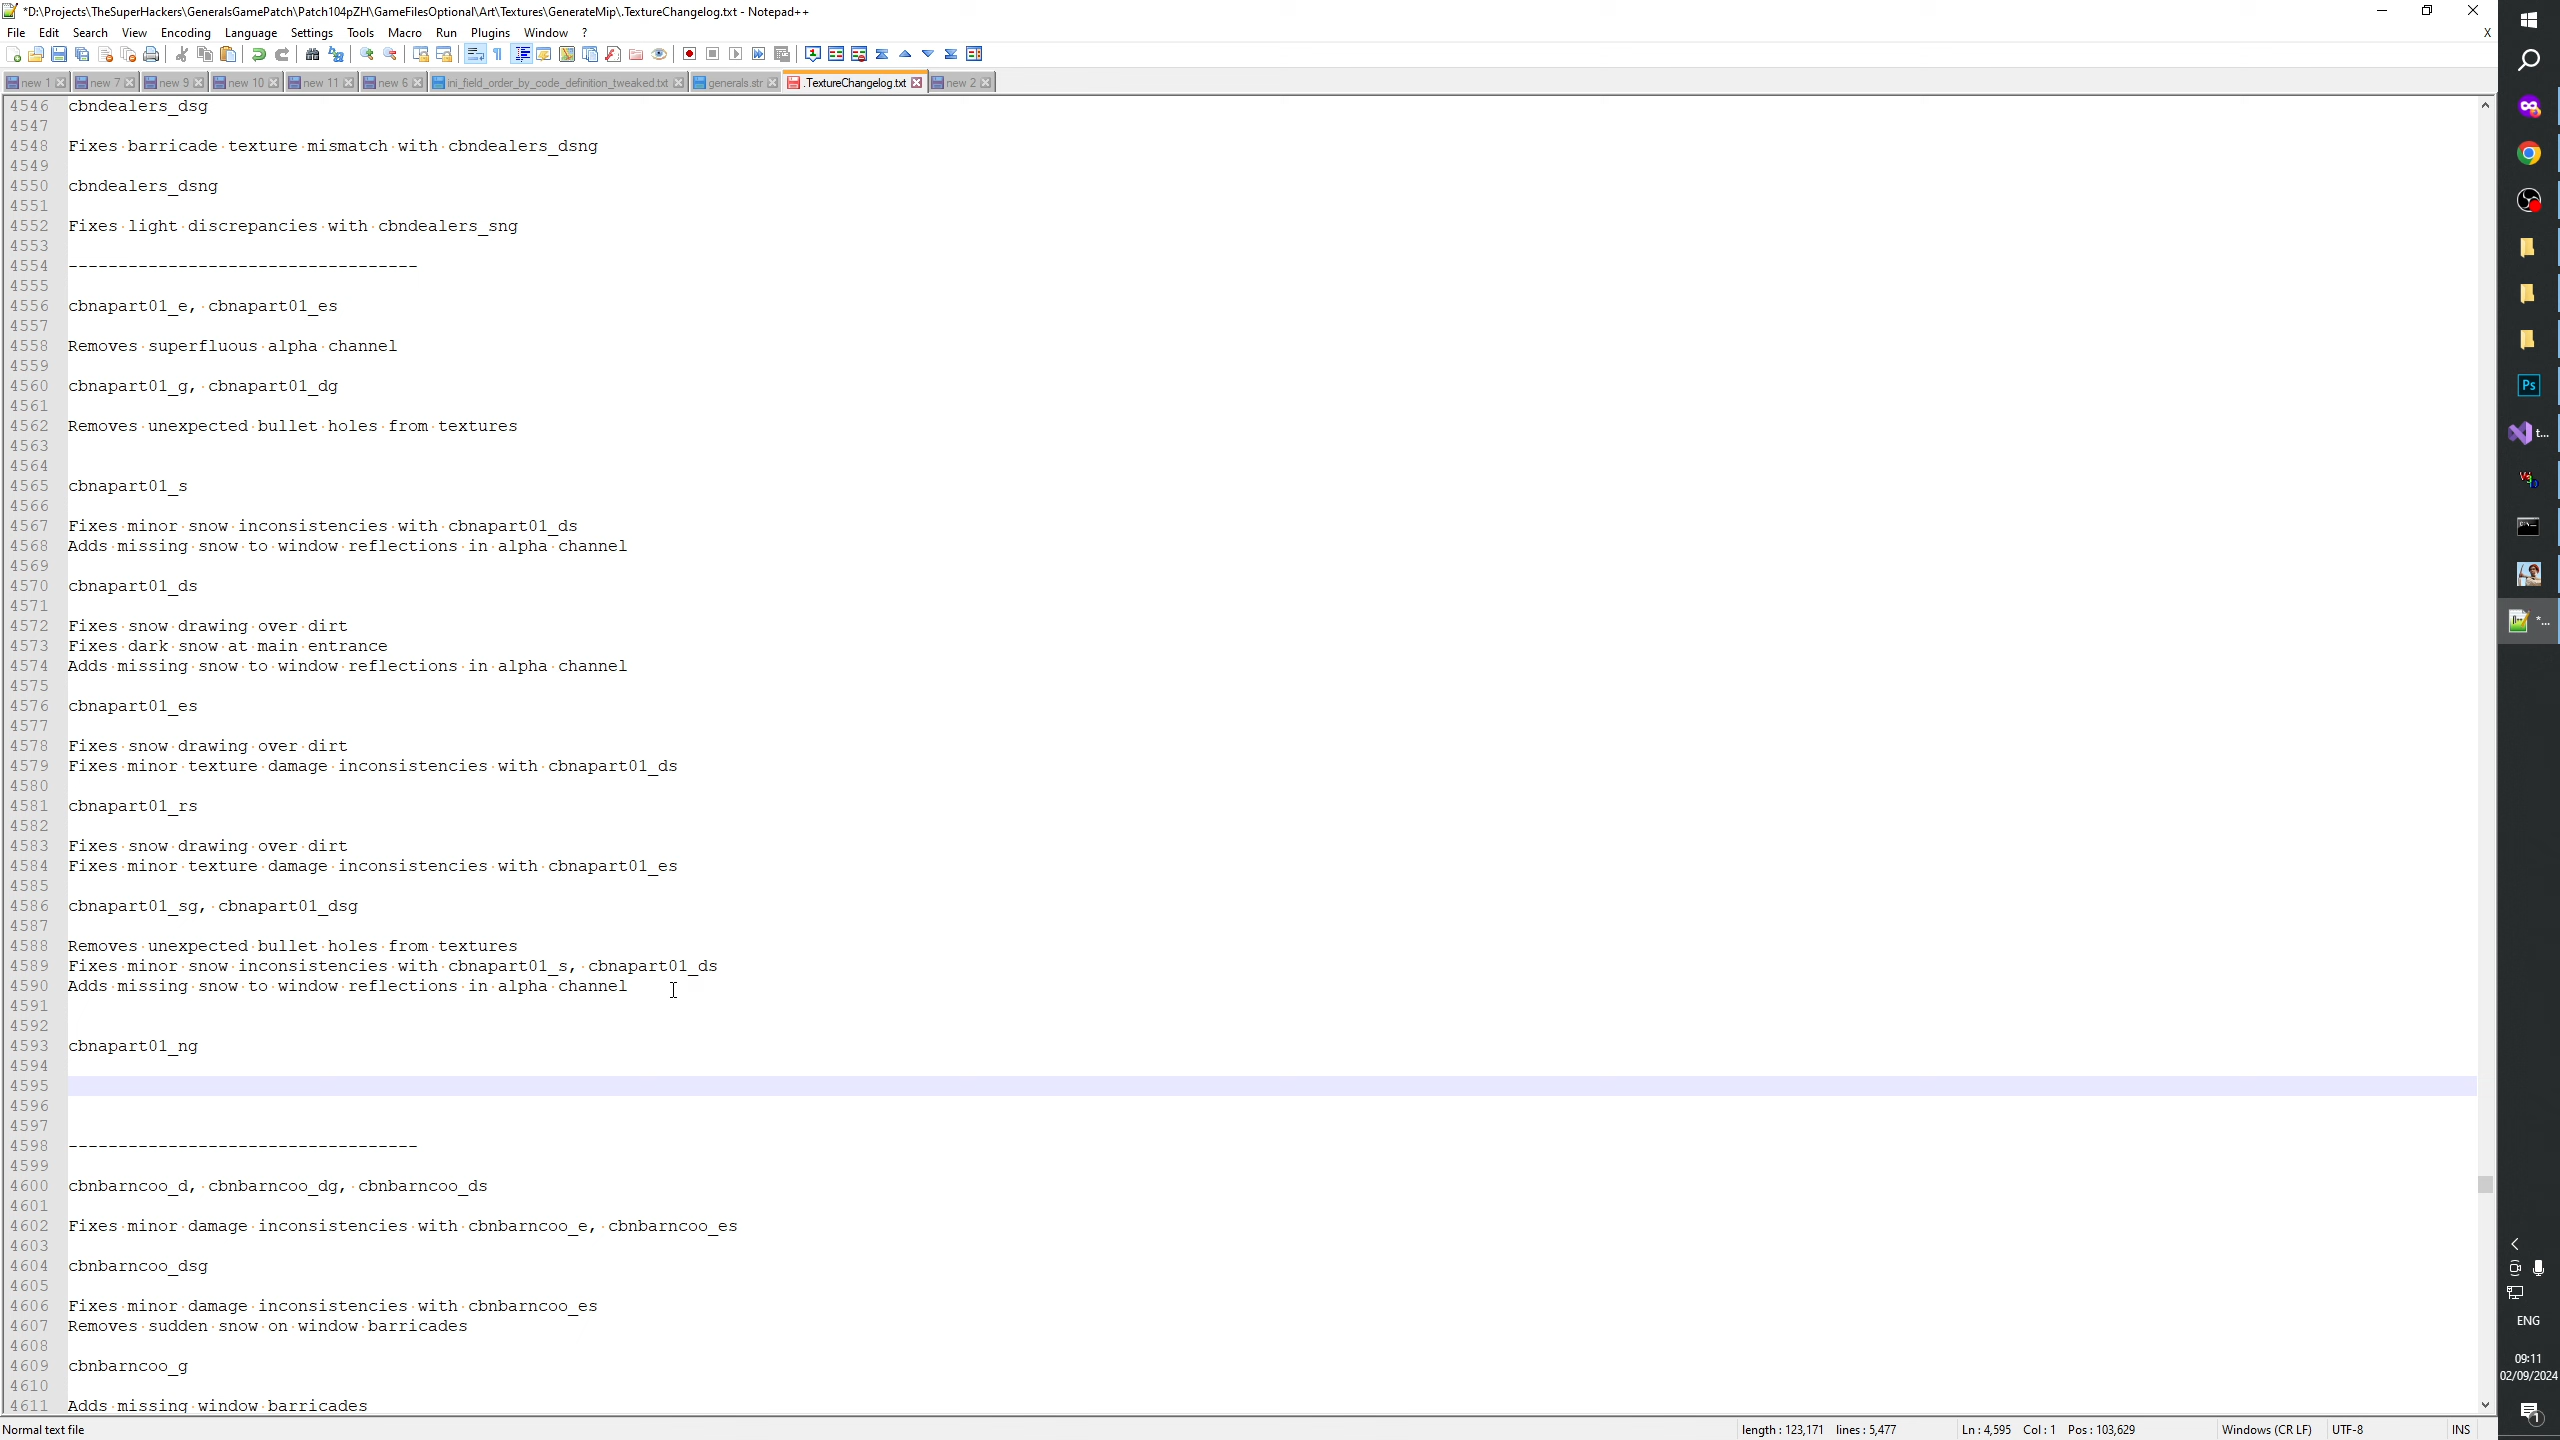 *D:\Projects\TheSuperHackers\GeneralsGamePatch\Patch104pZH\GameFilesOptional\Art\Textures\GenerateMip\.TextureChangelog.txt - Notepad++
File Edit Search View Encoding Language Settings Tools Macro Run Plugins Window ? X
new 1 new 7 new 9 new 10 new 11 new 6 ini_field_order_by_code_definition_tweaked.txt generals.str .TextureChangelog.txt new 2
4546 cbndealers_dsg
4547
4548 Fixes barricade texture mismatch with cbndealers_dsng
4549
4550 cbndealers_dsng
4551
4552 Fixes light discrepancies with cbndealers_sng
4553
4554 -----------------------------------
4555
4556 cbnapart01_e, cbnapart01_es
4557
4558 Removes superfluous alpha channel
4559
4560 cbnapart01_g, cbnapart01_dg
4561
4562 Removes unexpected bullet holes from textures
4563
4564
4565 cbnapart01_s
4566
4567 Fixes minor snow inconsistencies with cbnapart01_ds
4568 Adds missing snow to window reflections in alpha channel
4569
4570 cbnapart01_ds
4571
4572 Fixes snow drawing over dirt
4573 Fixes dark snow at main entrance
4574 Adds missing snow to window reflections in alpha channel
4575
4576 cbnapart01_es
4577
4578 Fixes snow drawing over dirt
4579 Fixes minor texture damage inconsistencies with cbnapart01_ds
4580
4581 cbnapart01_rs
4582
4583 Fixes snow drawing over dirt
4584 Fixes minor texture damage inconsistencies with cbnapart01_es
4585
4586 cbnapart01_sg, cbnapart01_dsg
4587
4588 Removes unexpected bullet holes from textures
4589 Fixes minor snow inconsistencies with cbnapart01_s, cbnapart01_ds
4590 Adds missing snow to window reflections in alpha channel
4591
4592
4593 cbnapart01_ng
4594
4595
4596
4597
4598 -----------------------------------
4599
4600 cbnbarncoo_d, cbnbarncoo_dg, cbnbarncoo_ds
4601
4602 Fixes minor damage inconsistencies with cbnbarncoo_e, cbnbarncoo_es
4603
4604 cbnbarncoo_dsg
4605
4606 Fixes minor damage inconsistencies with cbnbarncoo_es
4607 Removes sudden snow on window barricades
4608
4609 cbnbarncoo_g
4610
4611 Adds missing window barricades
Normal text file length : 123,171 lines : 5,477 Ln : 4,595 Col : 1 Pos : 103,629 Windows (CR LF) UTF-8 INS
Ps
t...
*...
ENG
09:11
02/09/2024
1